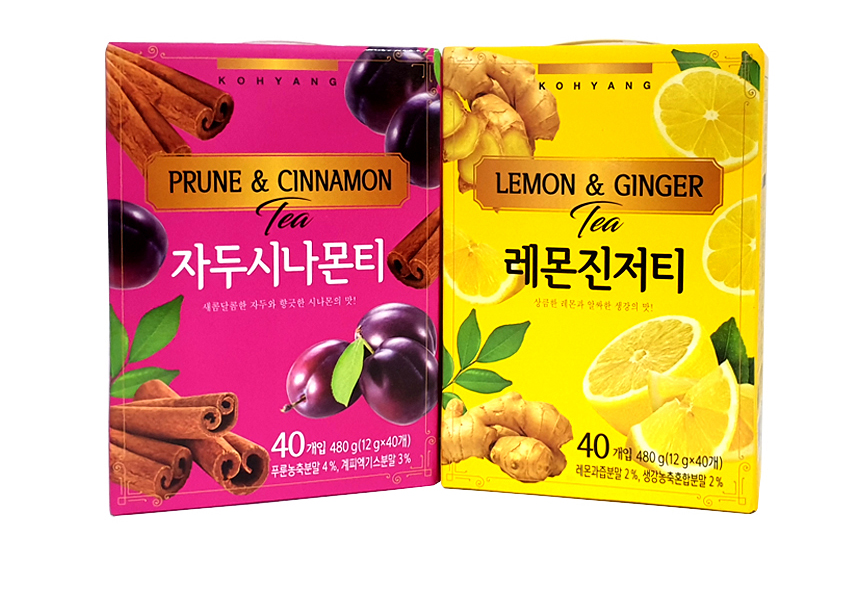 KOHYANG
PRUNE & CINNAMON
Tea
자두시나몬티
새콤달콤한 자두와 향긋한 시나몬의 맛!
40개입 480 g(12 g×40개)
푸룬농축분말 4%, 계피엑기스분말 3%
KOHYANG
LEMON & GINGER
Tea
레몬진저티
상큼한 레몬과 알싸한 생강의 맛!
40개입 480 g(12 g×40개)
레몬과즙분말 2%, 생강농축혼합분말 2%